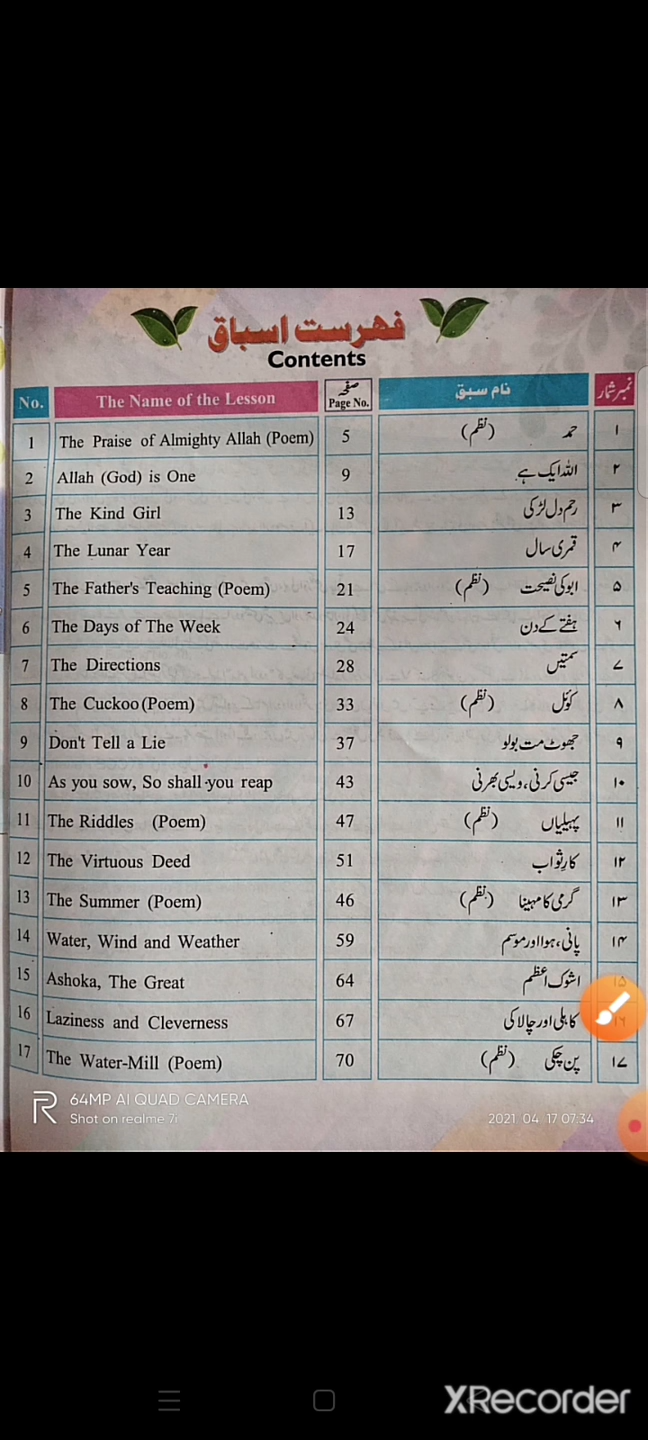 فہرست اسباق
Contents
No. The Name of the Lesson صفحہ Page No. نام سبق نمبر شمار
1 The Praise of Almighty Allah (Poem) 5 حمد (نظم) ۱
2 Allah (God) is One 9 اللہ ایک ہے ۲
3 The Kind Girl 13 رحم دل لڑکی ۳
4 The Lunar Year 17 قمری سال ۴
5 The Father's Teaching (Poem) 21 ابو کی نصیحت (نظم) ۵
6 The Days of The Week 24 ہفتے کے دن ۶
7 The Directions 28 سمتیں ۷
8 The Cuckoo (Poem) 33 کوئل (نظم) ۸
9 Don't Tell a Lie 37 جھوٹ مت بولو ۹
10 As you sow, So shall you reap 43 جیسی کرنی، ویسی بھرنی ۱۰
11 The Riddles (Poem) 47 پہیلیاں (نظم) ۱۱
12 The Virtuous Deed 51 کارِ ثواب ۱۲
13 The Summer (Poem) 46 گرمی کا مہینا (نظم) ۱۳
14 Water, Wind and Weather 59 پانی، ہوا اور موسم ۱۴
15 Ashoka, The Great 64 اشوک اعظم ۱۵
16 Laziness and Cleverness 67 کاہلی اور چالاکی ۱۶
17 The Water-Mill (Poem) 70 پن چکی (نظم) ۱۷
R 64MP AI QUAD CAMERA
Shot on realme 7i 2021 04 17 07:34
XRecorder